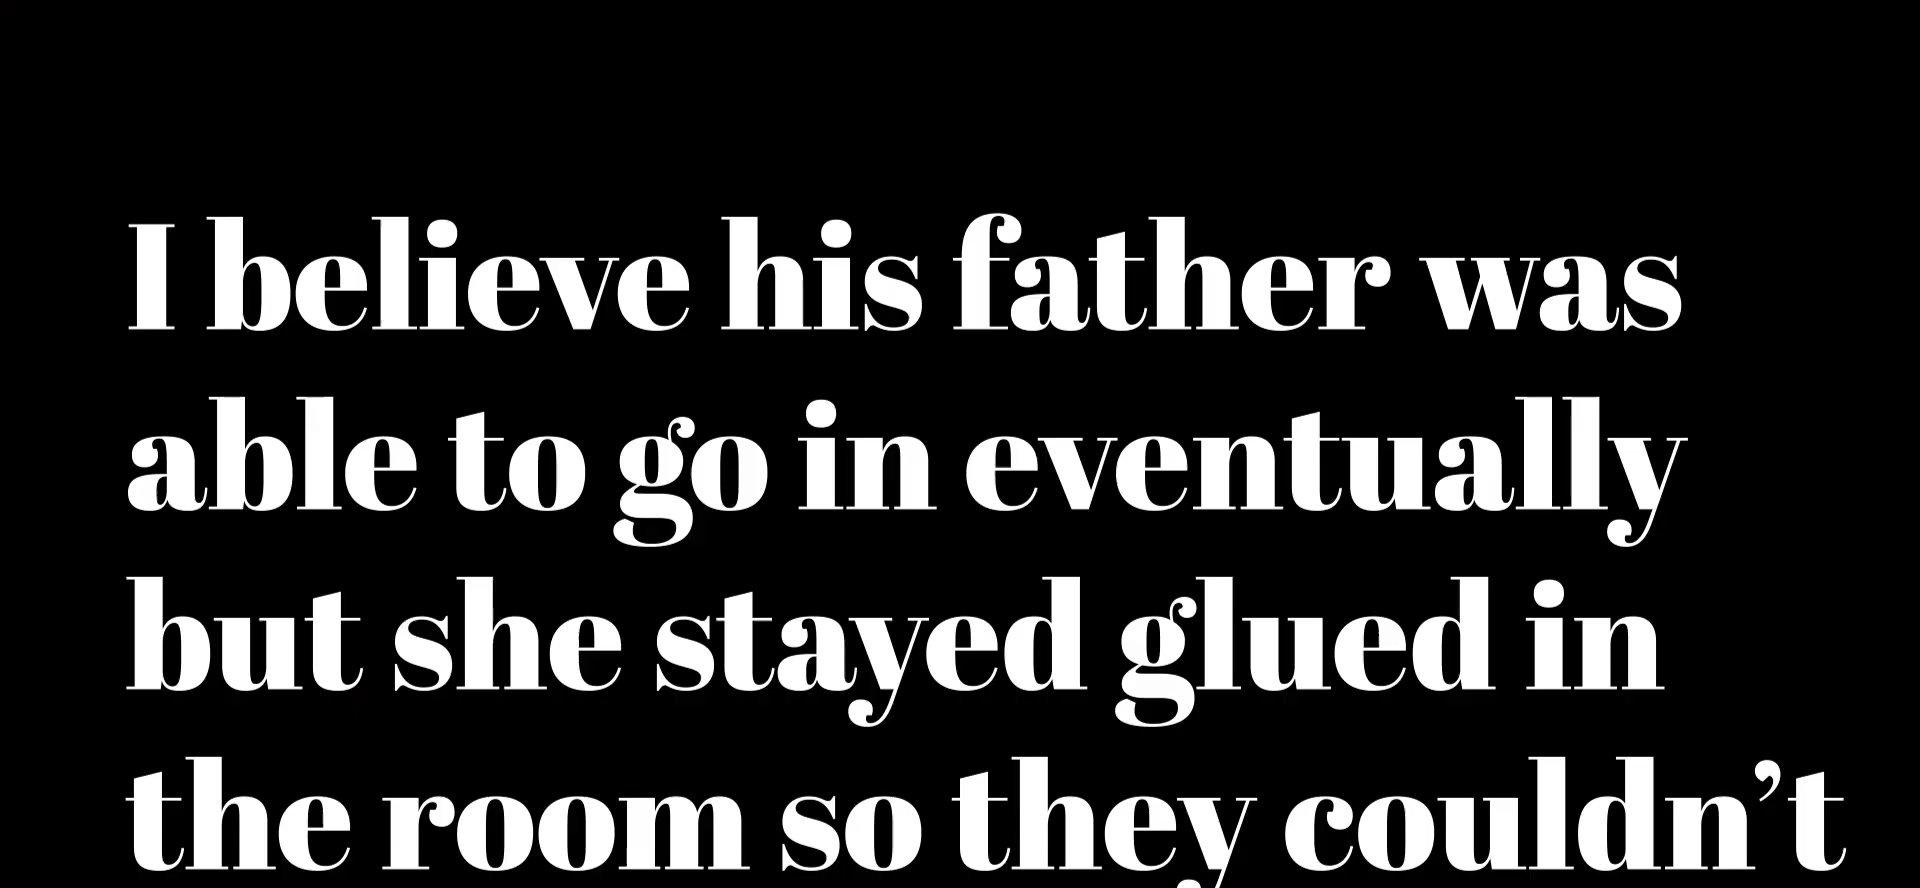 I believe his father was
able to go in eventually
but she stayed glued in
the room so they couldn’t